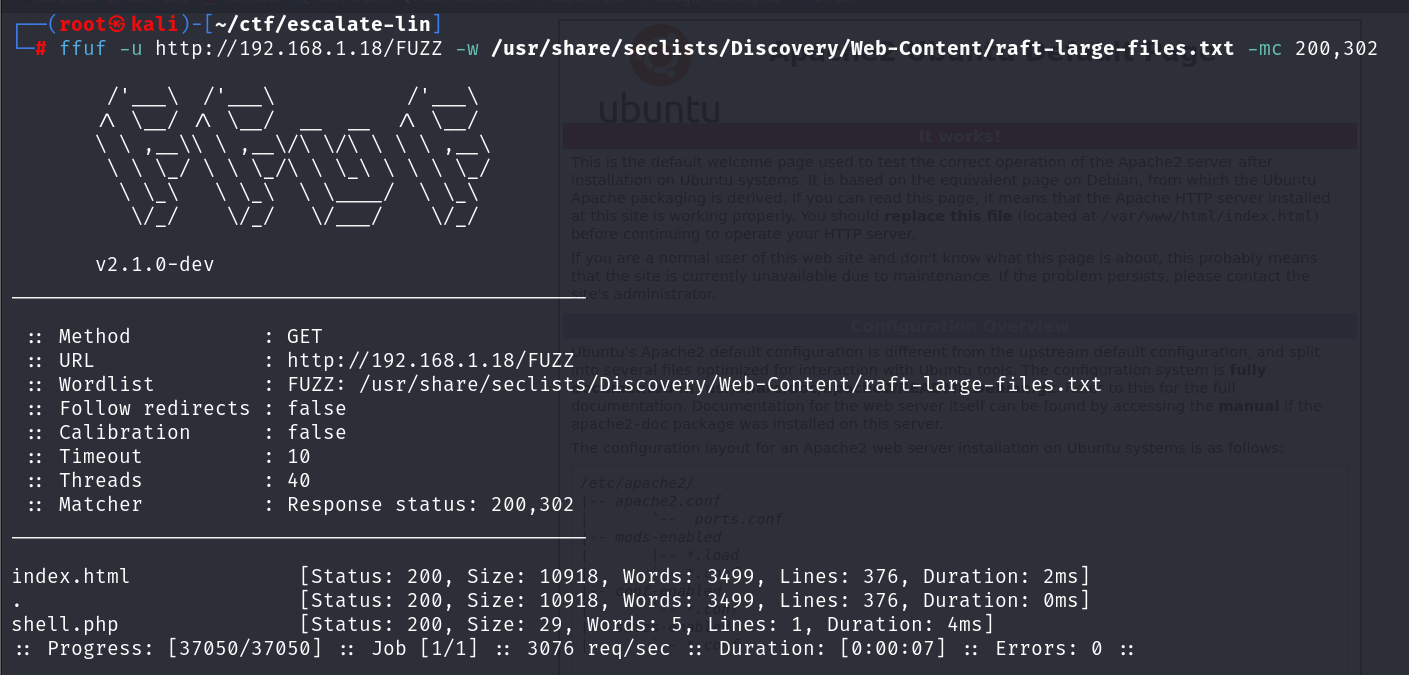 ┌──(root㉿kali)-[~/ctf/escalate-lin]
└─# ffuf -u http://192.168.1.18/FUZZ -w /usr/share/seclists/Discovery/Web-Content/raft-large-files.txt -mc 200,302
v2.1.0-dev
:: Method : GET
:: URL : http://192.168.1.18/FUZZ
:: Wordlist : FUZZ: /usr/share/seclists/Discovery/Web-Content/raft-large-files.txt
:: Follow redirects : false
:: Calibration : false
:: Timeout : 10
:: Threads : 40
:: Matcher : Response status: 200,302
index.html [Status: 200, Size: 10918, Words: 3499, Lines: 376, Duration: 2ms]
. [Status: 200, Size: 10918, Words: 3499, Lines: 376, Duration: 0ms]
shell.php [Status: 200, Size: 29, Words: 5, Lines: 1, Duration: 4ms]
:: Progress: [37050/37050] :: Job [1/1] :: 3076 req/sec :: Duration: [0:00:07] :: Errors: 0 ::
Apache2 Ubuntu Default Page
ubuntu
It works!
This is the default welcome page used to test the correct operation of the Apache2 server after
installation on Ubuntu systems. It is based on the equivalent page on Debian, from which the Ubuntu
Apache packaging is derived. If you can read this page, it means that the Apache HTTP server installed
at this site is working properly. You should replace this file (located at /var/www/html/index.html)
before continuing to operate your HTTP server.
If you are a normal user of this web site and don't know what this page is about, this probably means
that the site is currently unavailable due to maintenance. If the problem persists, please contact the
site's administrator.
Configuration Overview
Ubuntu's Apache2 default configuration is different from the upstream default configuration, and split
into several files optimized for interaction with Ubuntu tools. The configuration system is fully
to this for the full
documentation. Documentation for the web server itself can be found by accessing the manual if the
apache2-doc package was installed on this server.
The configuration layout for an Apache2 web server installation on Ubuntu systems is as follows:
/etc/apache2/
|-- apache2.conf
| `-- ports.conf
|-- mods-enabled
| |-- *.load